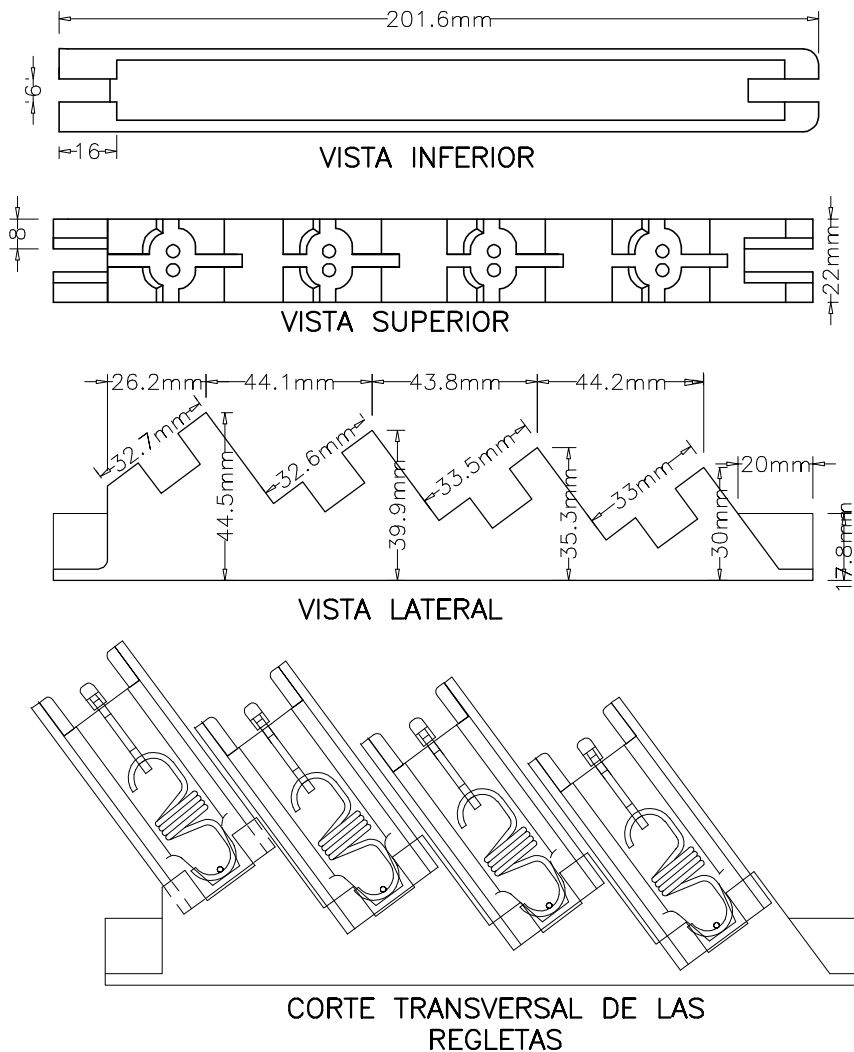 201.6mm
6
16
VISTA INFERIOR
8
22mm
VISTA SUPERIOR
26.2mm 44.1mm 43.8mm 44.2mm
32.7mm 32.6mm 33.5mm 33mm 20mm
44.5mm 39.9mm 35.3mm 30mm 17.8mm
VISTA LATERAL
CORTE TRANSVERSAL DE LAS
REGLETAS